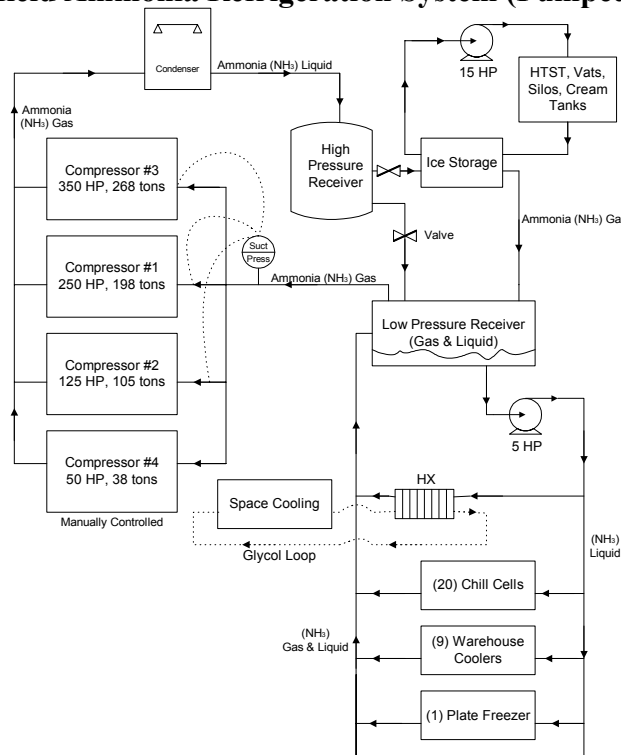 Ammonia Refrigeration System
Condenser
Ammonia (NH₃) Liquid
15 HP
HTST, Vats,
Silos, Cream
Tanks
Ammonia
(NH₃) Gas
High
Pressure
Receiver
Ice Storage
Compressor #3
350 HP, 268 tons
Ammonia (NH₃) Ga
Valve
Suct
Press
Compressor #1
250 HP, 198 tons
Ammonia (NH₃) Gas
Low Pressure Receiver
(Gas & Liquid)
Compressor #2
125 HP, 105 tons
5 HP
Compressor #4
50 HP, 38 tons
Manually Controlled
HX
Space Cooling
Glycol Loop
(NH₃)
Liquid
(20) Chill Cells
(NH₃)
Gas & Liquid
(9) Warehouse
Coolers
(1) Plate Freezer